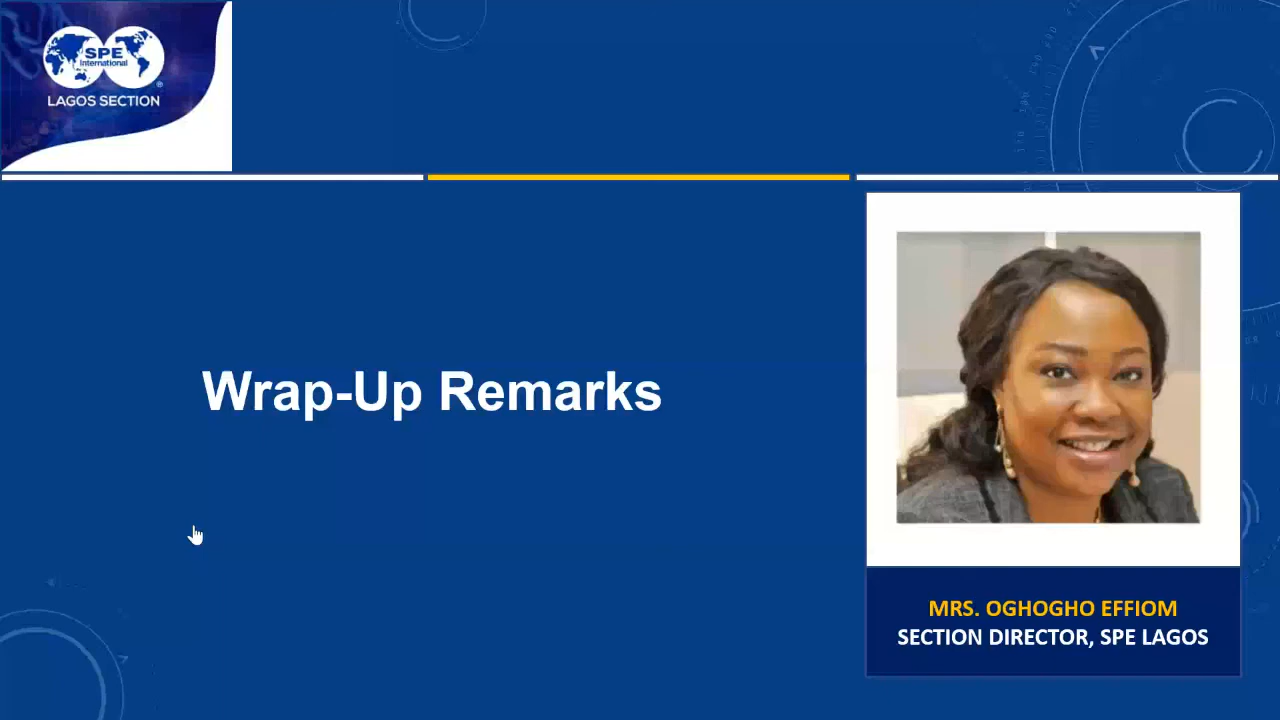 SPE
International
LAGOS SECTION
Wrap-Up Remarks
MRS. OGHOGHO EFFIOM
SECTION DIRECTOR, SPE LAGOS